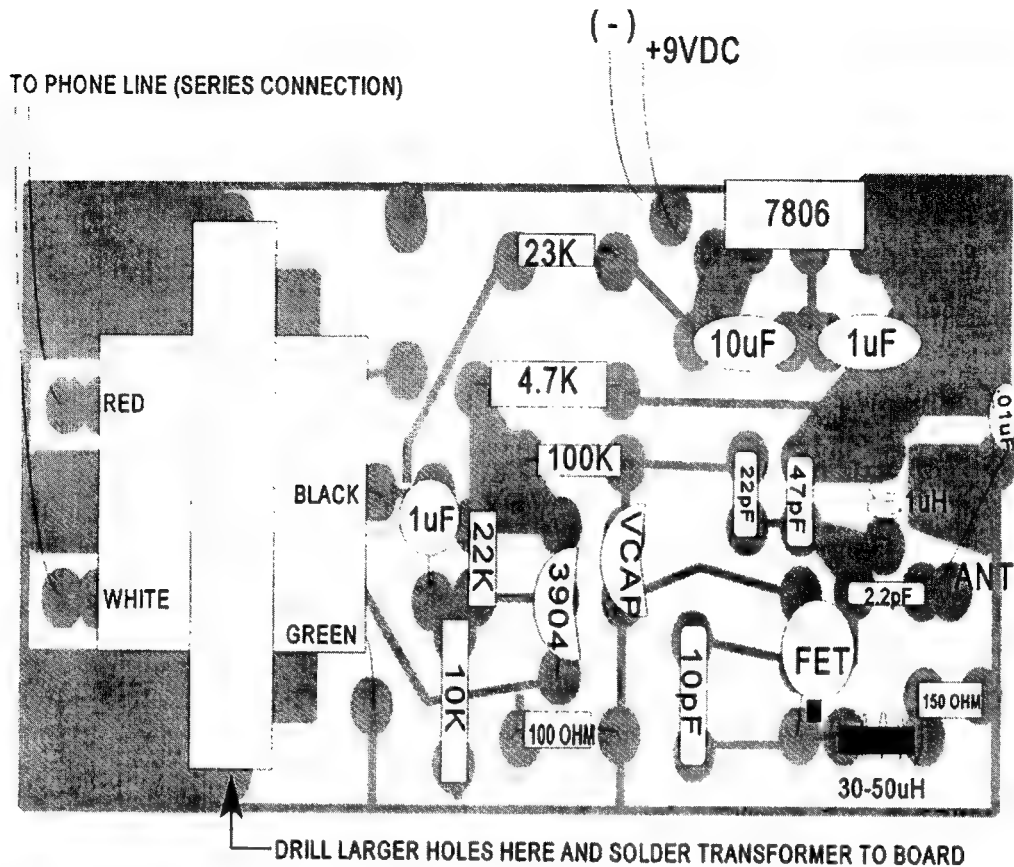 (-)
+9VDC
TO PHONE LINE (SERIES CONNECTION)
7806
23K
10uF
1uF
4.7K
.01uF
RED
100K
22pF
47pF
.1uH
BLACK
1uF
22K
3904
VCAP
ANT
WHITE
2.2pF
GREEN
FET
10K
10pF
150 OHM
100 OHM
30-50uH
DRILL LARGER HOLES HERE AND SOLDER TRANSFORMER TO BOARD